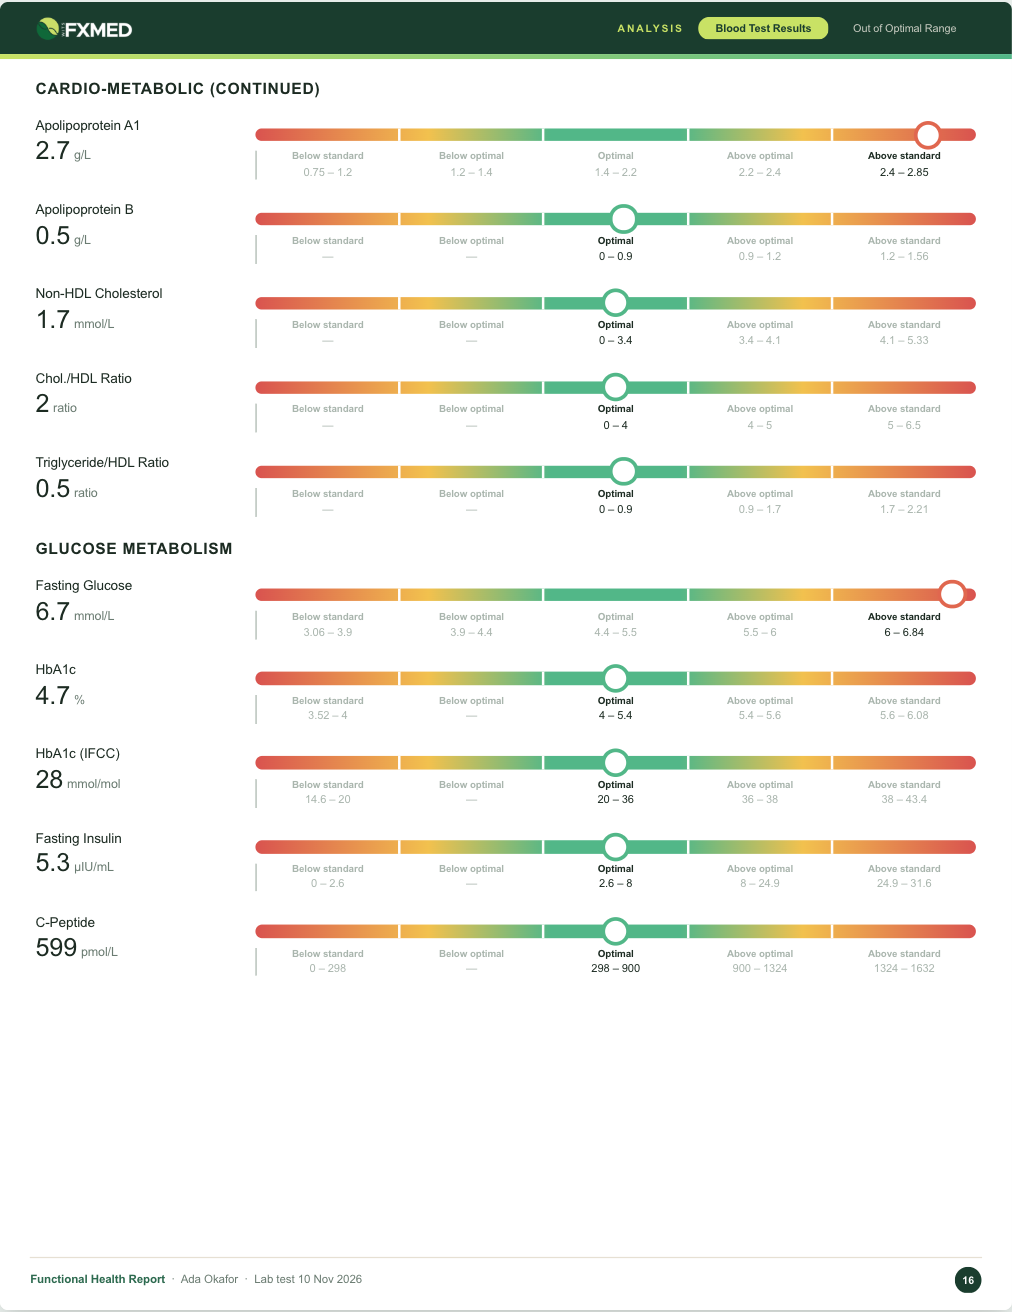 FXMED
ANALYSIS
Blood Test Results
Out of Optimal Range
CARDIO-METABOLIC (CONTINUED)
Apolipoprotein A1
2.7 g/L
Below standard Below optimal Optimal Above optimal Above standard
0.75 – 1.2 1.2 – 1.4 1.4 – 2.2 2.2 – 2.4 2.4 – 2.85
Apolipoprotein B
0.5 g/L
Below standard Below optimal Optimal Above optimal Above standard
— — 0 – 0.9 0.9 – 1.2 1.2 – 1.56
Non-HDL Cholesterol
1.7 mmol/L
Below standard Below optimal Optimal Above optimal Above standard
— — 0 – 3.4 3.4 – 4.1 4.1 – 5.33
Chol./HDL Ratio
2 ratio
Below standard Below optimal Optimal Above optimal Above standard
— — 0 – 4 4 – 5 5 – 6.5
Triglyceride/HDL Ratio
0.5 ratio
Below standard Below optimal Optimal Above optimal Above standard
— — 0 – 0.9 0.9 – 1.7 1.7 – 2.21
GLUCOSE METABOLISM
Fasting Glucose
6.7 mmol/L
Below standard Below optimal Optimal Above optimal Above standard
3.06 – 3.9 3.9 – 4.4 4.4 – 5.5 5.5 – 6 6 – 6.84
HbA1c
4.7 %
Below standard Below optimal Optimal Above optimal Above standard
3.52 – 4 — 4 – 5.4 5.4 – 5.6 5.6 – 6.08
HbA1c (IFCC)
28 mmol/mol
Below standard Below optimal Optimal Above optimal Above standard
14.6 – 20 — 20 – 36 36 – 38 38 – 43.4
Fasting Insulin
5.3 µIU/mL
Below standard Below optimal Optimal Above optimal Above standard
0 – 2.6 — 2.6 – 8 8 – 24.9 24.9 – 31.6
C-Peptide
599 pmol/L
Below standard Below optimal Optimal Above optimal Above standard
0 – 298 — 298 – 900 900 – 1324 1324 – 1632
Functional Health Report · Ada Okafor · Lab test 10 Nov 2026
16